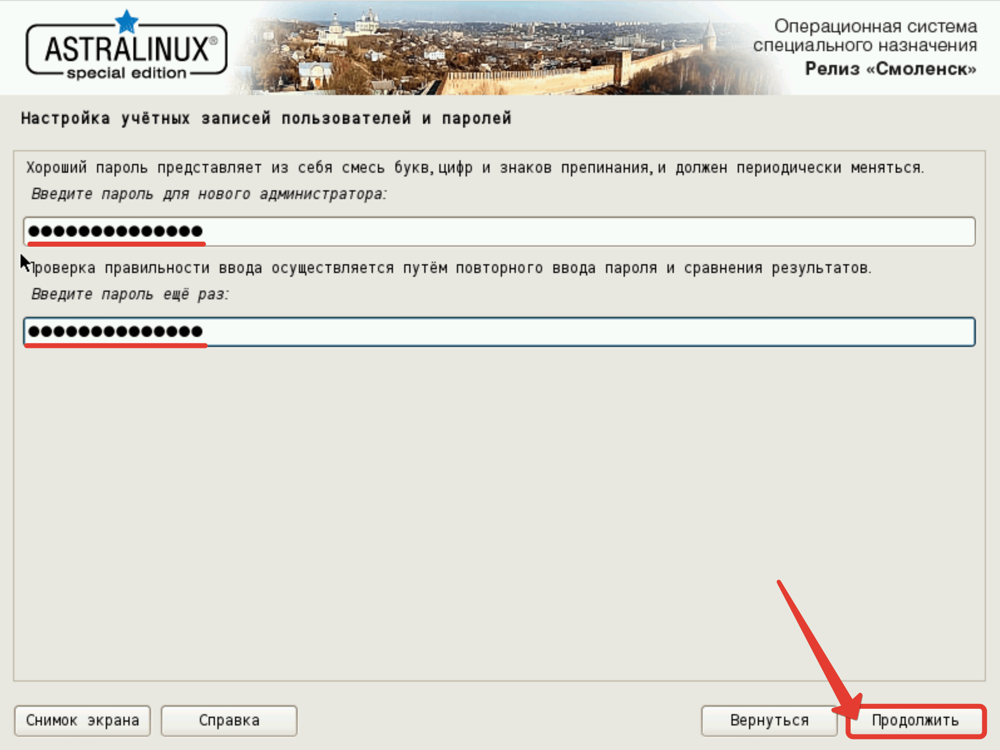 ASTRALINUX®
special edition
Операционная система
специального назначения
Релиз «Смоленск»
Настройка учётных записей пользователей и паролей
Хороший пароль представляет из себя смесь букв, цифр и знаков препинания, и должен периодически меняться.
Введите пароль для нового администратора:
●●●●●●●●●●●●●●
Проверка правильности ввода осуществляется путём повторного ввода пароля и сравнения результатов.
Введите пароль ещё раз:
●●●●●●●●●●●●●●
Снимок экрана
Справка
Вернуться
Продолжить